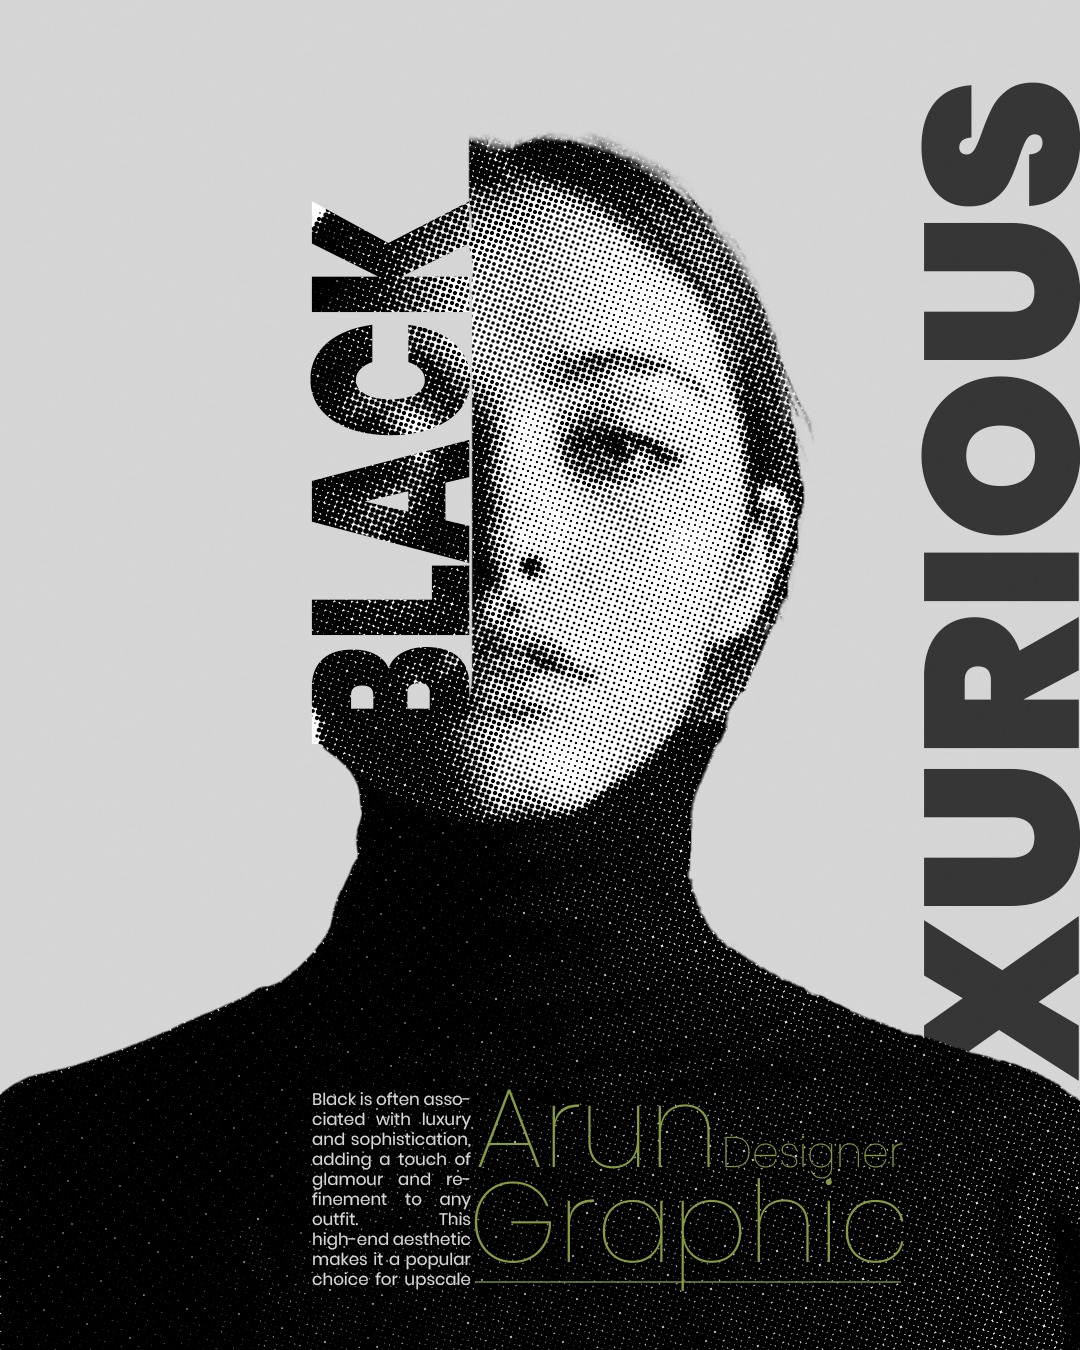 BLACK
XURIOUS
Black is often asso-
ciated with luxury
and sophistication,
adding a touch of
glamour and re-
finement to any
outfit. This
high-end aesthetic
makes it a popular
choice for upscale
Arun Designer
Graphic